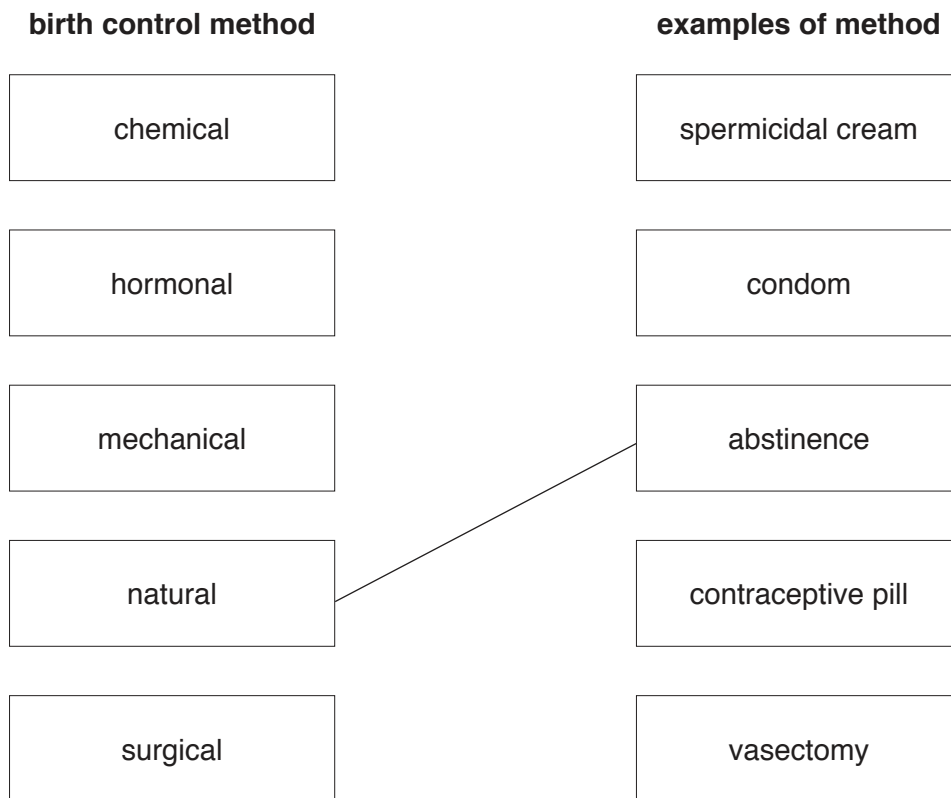 birth control method
examples of method
chemical
spermicidal cream
hormonal
condom
mechanical
abstinence
natural
contraceptive pill
surgical
vasectomy